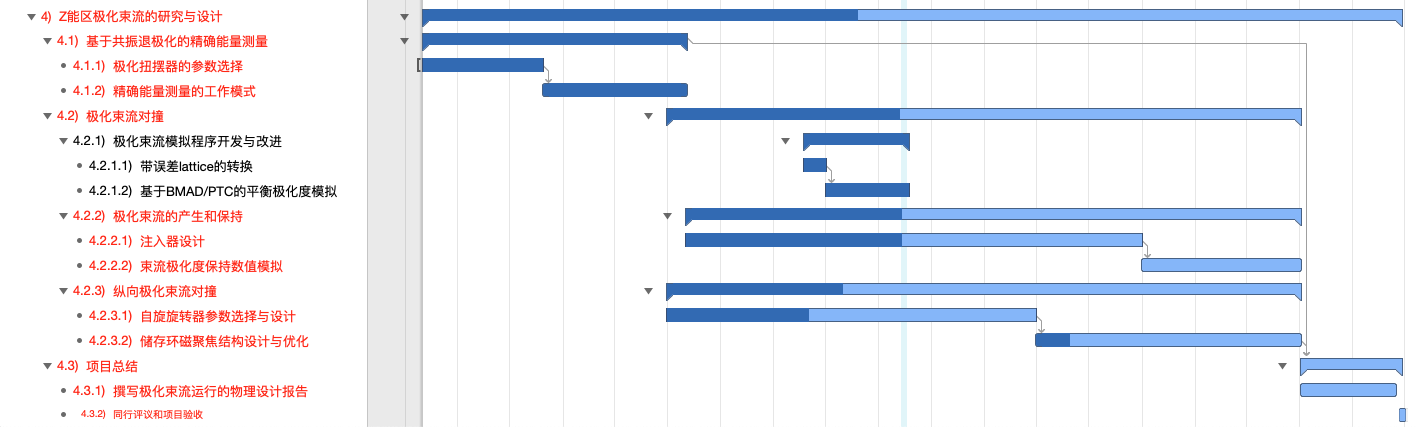 4) Z能区极化束流的研究与设计
4.1) 基于共振退极化的精确能量测量
4.1.1) 极化扭摆器的参数选择
4.1.2) 精确能量测量的工作模式
4.2) 极化束流对撞
4.2.1) 极化束流模拟程序开发与改进
4.2.1.1) 带误差lattice的转换
4.2.1.2) 基于BMAD/PTC的平衡极化度模拟
4.2.2) 极化束流的产生和保持
4.2.2.1) 注入器设计
4.2.2.2) 束流极化度保持数值模拟
4.2.3) 纵向极化束流对撞
4.2.3.1) 自旋旋转器参数选择与设计
4.2.3.2) 储存环磁聚焦结构设计与优化
4.3) 项目总结
4.3.1) 撰写极化束流运行的物理设计报告
4.3.2) 同行评议和项目验收